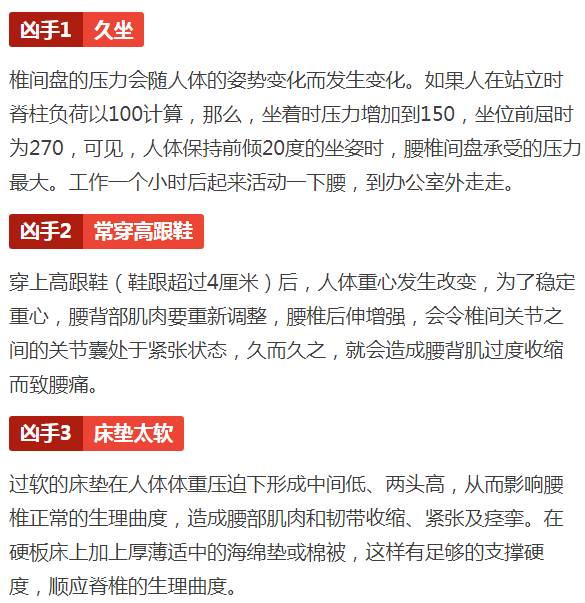 凶手1 久坐
椎间盘的压力会随人体的姿势变化而发生变化。如果人在站立时
脊柱负荷以100计算，那么，坐着时压力增加到150，坐位前屈时
为270，可见，人体保持前倾20度的坐姿时，腰椎间盘承受的压力
最大。工作一个小时后起来活动一下腰，到办公室外走走。
凶手2 常穿高跟鞋
穿上高跟鞋（鞋跟超过4厘米）后，人体重心发生改变，为了稳定
重心，腰背部肌肉要重新调整，腰椎后伸增强，会令椎间关节之
间的关节囊处于紧张状态，久而久之，就会造成腰背肌过度收缩
而致腰痛。
凶手3 床垫太软
过软的床垫在人体体重压迫下形成中间低、两头高，从而影响腰
椎正常的生理曲度，造成腰部肌肉和韧带收缩、紧张及痉挛。在
硬板床上加上厚薄适中的海绵垫或棉被，这样有足够的支撑硬
度，顺应脊椎的生理曲度。